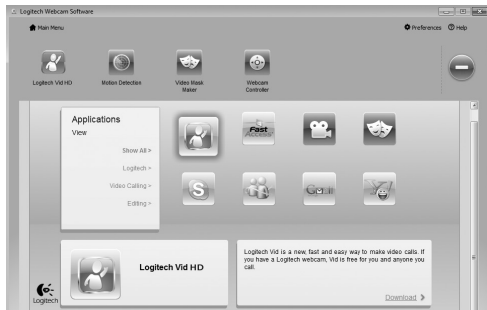 Logitech Webcam Software
Main Menu
Preferences
Help
Logitech Vid HD
Motion Detection
Video Mask
Maker
Webcam
Controller
Applications
View
Show All >
Logitech >
Video Calling >
Editing >
Fast
Access
S
Logitech Vid HD
Logitech Vid is a new, fast and easy way to make video calls. If
you have a Logitech webcam, Vid is free for you and anyone you
call.
Download
Logitech